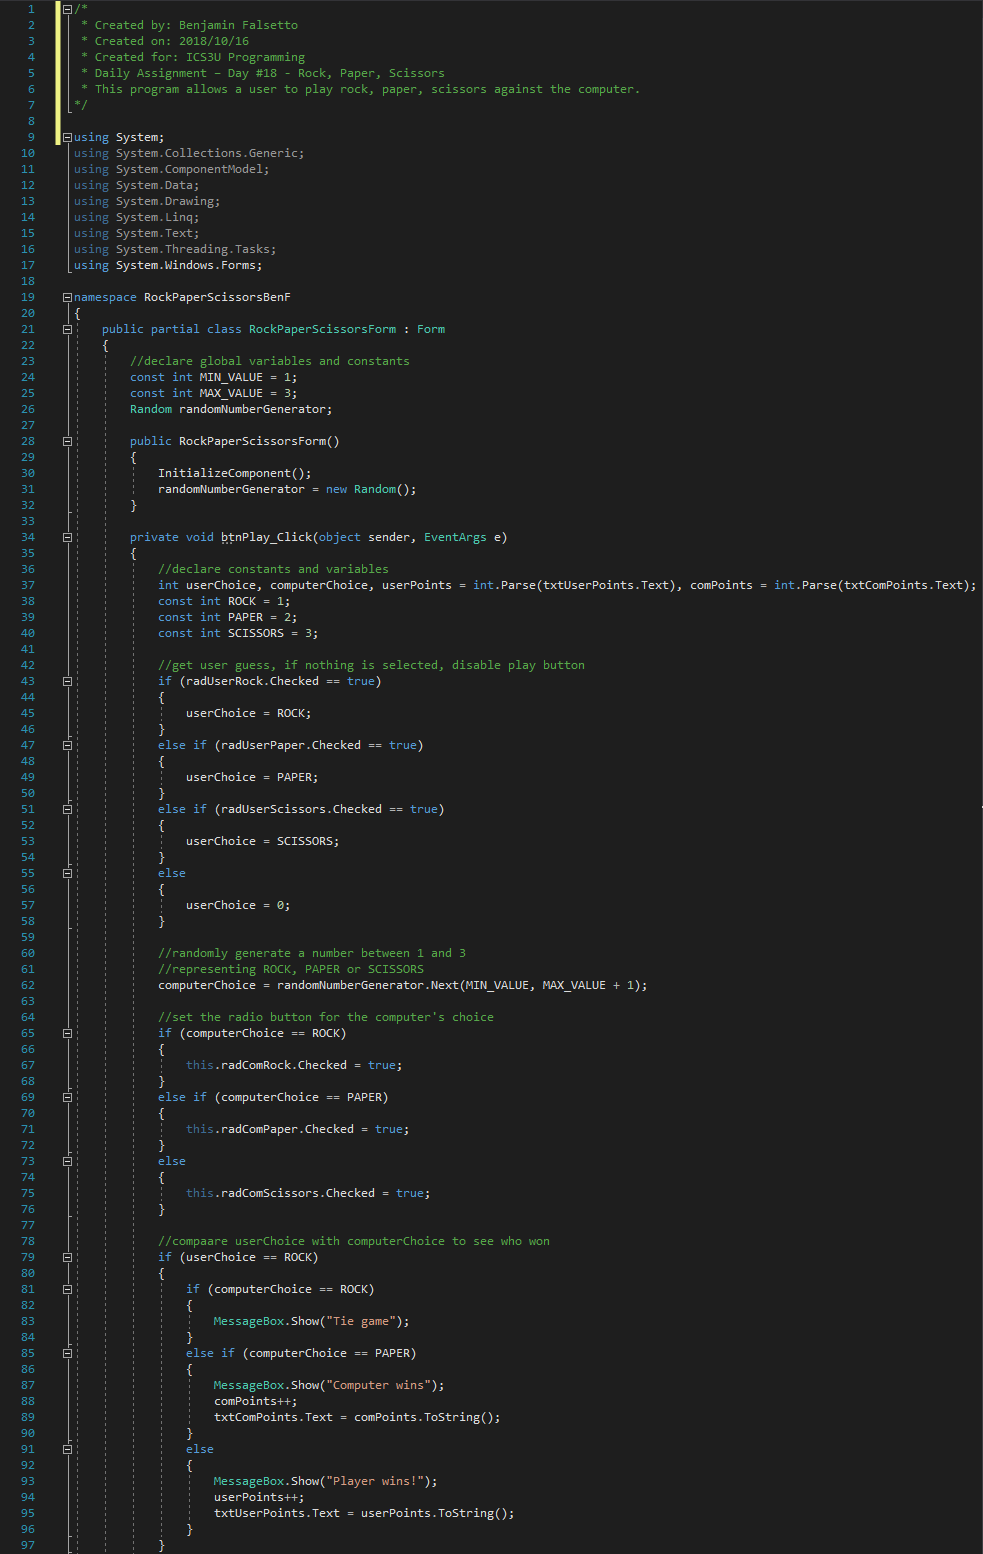 1 /*
2 * Created by: Benjamin Falsetto
3 * Created on: 2018/10/16
4 * Created for: ICS3U Programming
5 * Daily Assignment – Day #18 - Rock, Paper, Scissors
6 * This program allows a user to play rock, paper, scissors against the computer.
7 */
8
9 using System;
10 using System.Collections.Generic;
11 using System.ComponentModel;
12 using System.Data;
13 using System.Drawing;
14 using System.Linq;
15 using System.Text;
16 using System.Threading.Tasks;
17 using System.Windows.Forms;
18
19 namespace RockPaperScissorsBenF
20 {
21 public partial class RockPaperScissorsForm : Form
22 {
23 //declare global variables and constants
24 const int MIN_VALUE = 1;
25 const int MAX_VALUE = 3;
26 Random randomNumberGenerator;
27
28 public RockPaperScissorsForm()
29 {
30 InitializeComponent();
31 randomNumberGenerator = new Random();
32 }
33
34 private void btnPlay_Click(object sender, EventArgs e)
35 {
36 //declare constants and variables
37 int userChoice, computerChoice, userPoints = int.Parse(txtUserPoints.Text), comPoints = int.Parse(txtComPoints.Text);
38 const int ROCK = 1;
39 const int PAPER = 2;
40 const int SCISSORS = 3;
41
42 //get user guess, if nothing is selected, disable play button
43 if (radUserRock.Checked == true)
44 {
45 userChoice = ROCK;
46 }
47 else if (radUserPaper.Checked == true)
48 {
49 userChoice = PAPER;
50 }
51 else if (radUserScissors.Checked == true)
52 {
53 userChoice = SCISSORS;
54 }
55 else
56 {
57 userChoice = 0;
58 }
59
60 //randomly generate a number between 1 and 3
61 //representing ROCK, PAPER or SCISSORS
62 computerChoice = randomNumberGenerator.Next(MIN_VALUE, MAX_VALUE + 1);
63
64 //set the radio button for the computer's choice
65 if (computerChoice == ROCK)
66 {
67 this.radComRock.Checked = true;
68 }
69 else if (computerChoice == PAPER)
70 {
71 this.radComPaper.Checked = true;
72 }
73 else
74 {
75 this.radComScissors.Checked = true;
76 }
77
78 //compaare userChoice with computerChoice to see who won
79 if (userChoice == ROCK)
80 {
81 if (computerChoice == ROCK)
82 {
83 MessageBox.Show("Tie game");
84 }
85 else if (computerChoice == PAPER)
86 {
87 MessageBox.Show("Computer wins");
88 comPoints++;
89 txtComPoints.Text = comPoints.ToString();
90 }
91 else
92 {
93 MessageBox.Show("Player wins!");
94 userPoints++;
95 txtUserPoints.Text = userPoints.ToString();
96 }
97 }